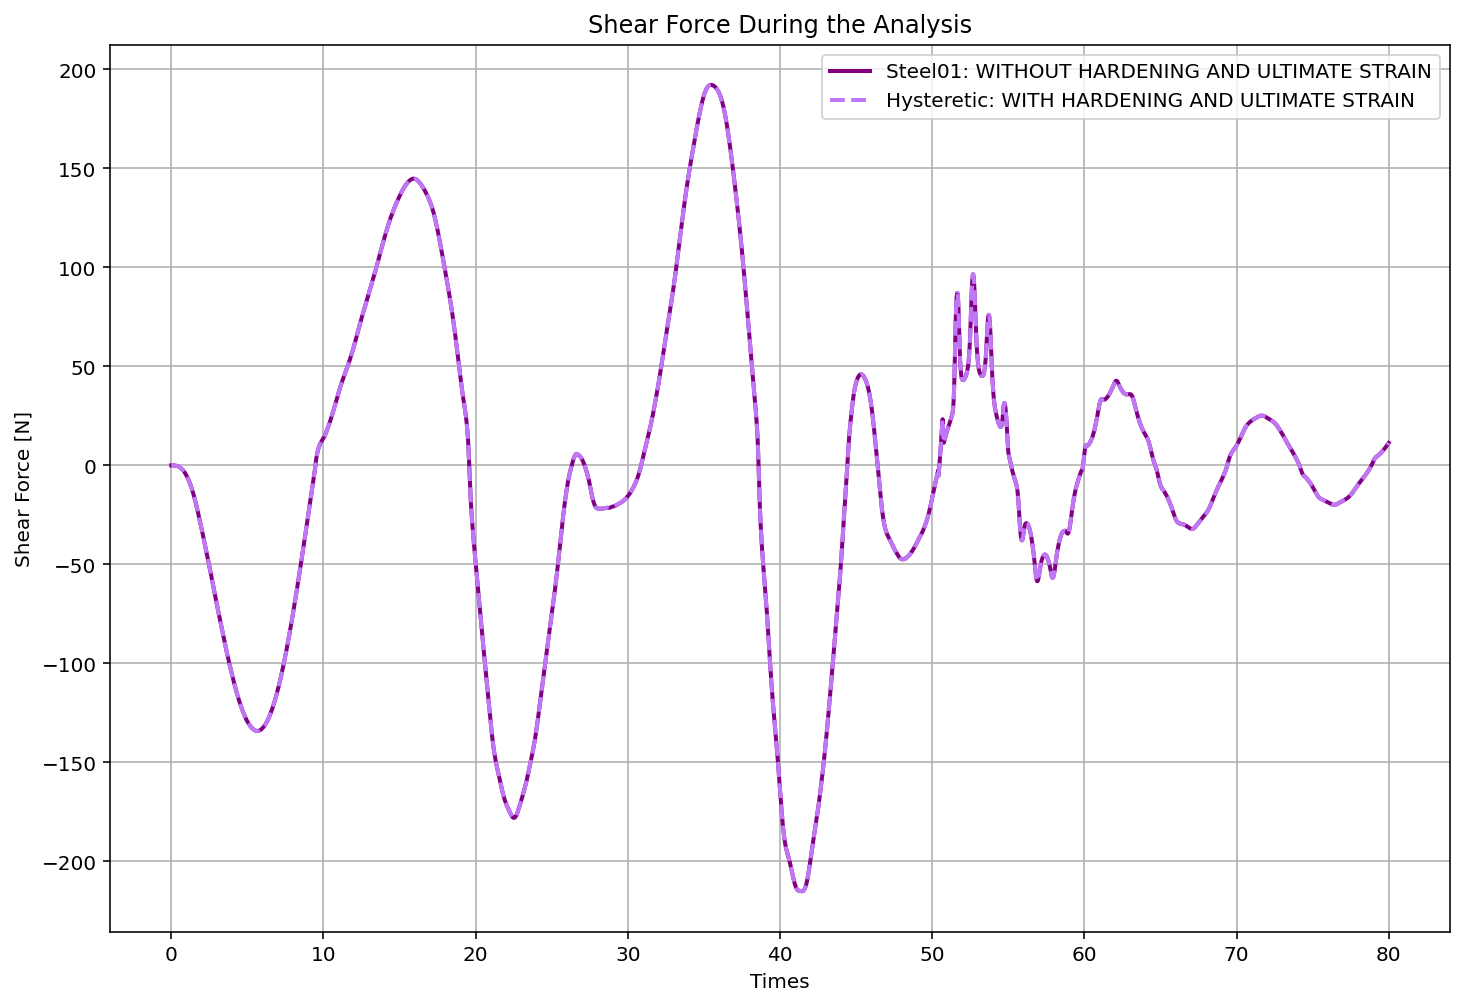 Shear Force During the Analysis
Steel01: WITHOUT HARDENING AND ULTIMATE STRAIN
Hysteretic: WITH HARDENING AND ULTIMATE STRAIN
Shear Force [N]
200
150
100
50
0
−50
−100
−150
−200
0 10 20 30 40 50 60 70 80
Times